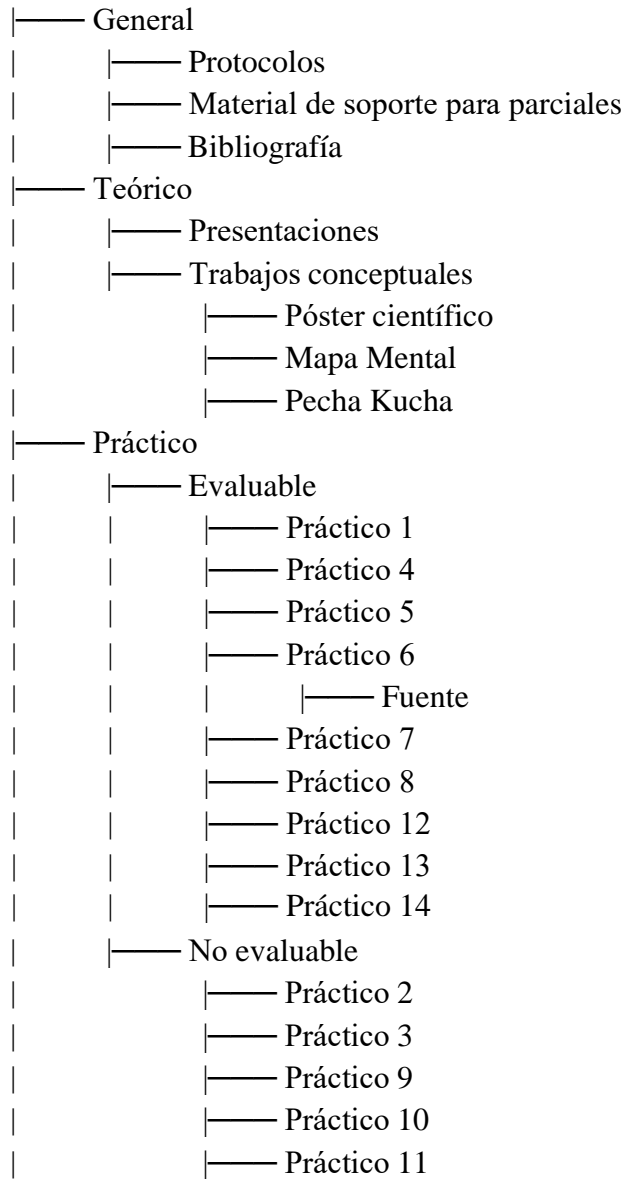 |—— General
| |—— Protocolos
| |—— Material de soporte para parciales
| |—— Bibliografía
|—— Teórico
| |—— Presentaciones
| |—— Trabajos conceptuales
| |—— Póster científico
| |—— Mapa Mental
| |—— Pecha Kucha
|—— Práctico
| |—— Evaluable
| | |—— Práctico 1
| | |—— Práctico 4
| | |—— Práctico 5
| | |—— Práctico 6
| | | |—— Fuente
| | |—— Práctico 7
| | |—— Práctico 8
| | |—— Práctico 12
| | |—— Práctico 13
| | |—— Práctico 14
| |—— No evaluable
| |—— Práctico 2
| |—— Práctico 3
| |—— Práctico 9
| |—— Práctico 10
| |—— Práctico 11